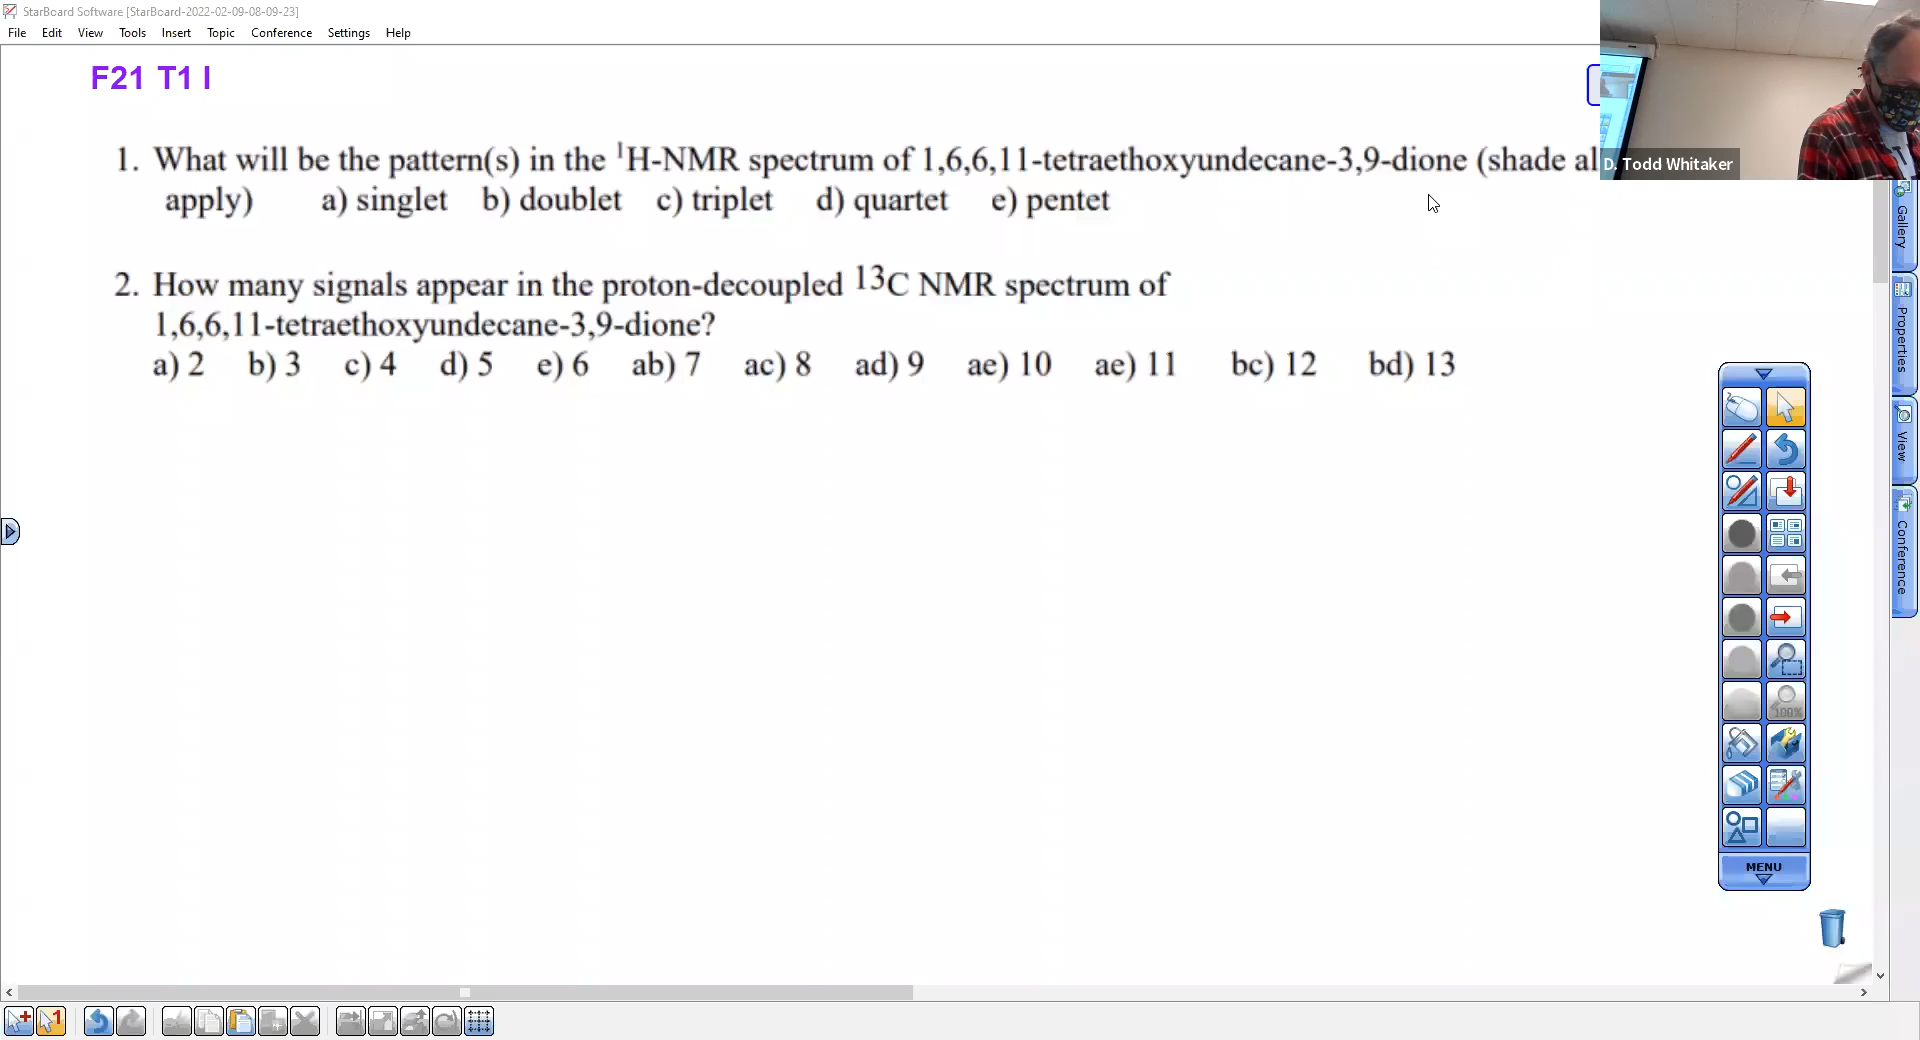 StarBoard Software [StarBoard-2022-02-09-08-09-23]
File Edit View Tools Insert Topic Conference Settings Help
F21 T1 I
1. What will be the pattern(s) in the ¹H-NMR spectrum of 1,6,6,11-tetraethoxyundecane-3,9-dione (shade al
apply) a) singlet b) doublet c) triplet d) quartet e) pentet
D. Todd Whitaker
2. How many signals appear in the proton-decoupled 13C NMR spectrum of
1,6,6,11-tetraethoxyundecane-3,9-dione?
a) 2 b) 3 c) 4 d) 5 e) 6 ab) 7 ac) 8 ad) 9 ae) 10 ae) 11 bc) 12 bd) 13
Gallery
Properties
View
Conference
100%
MENU